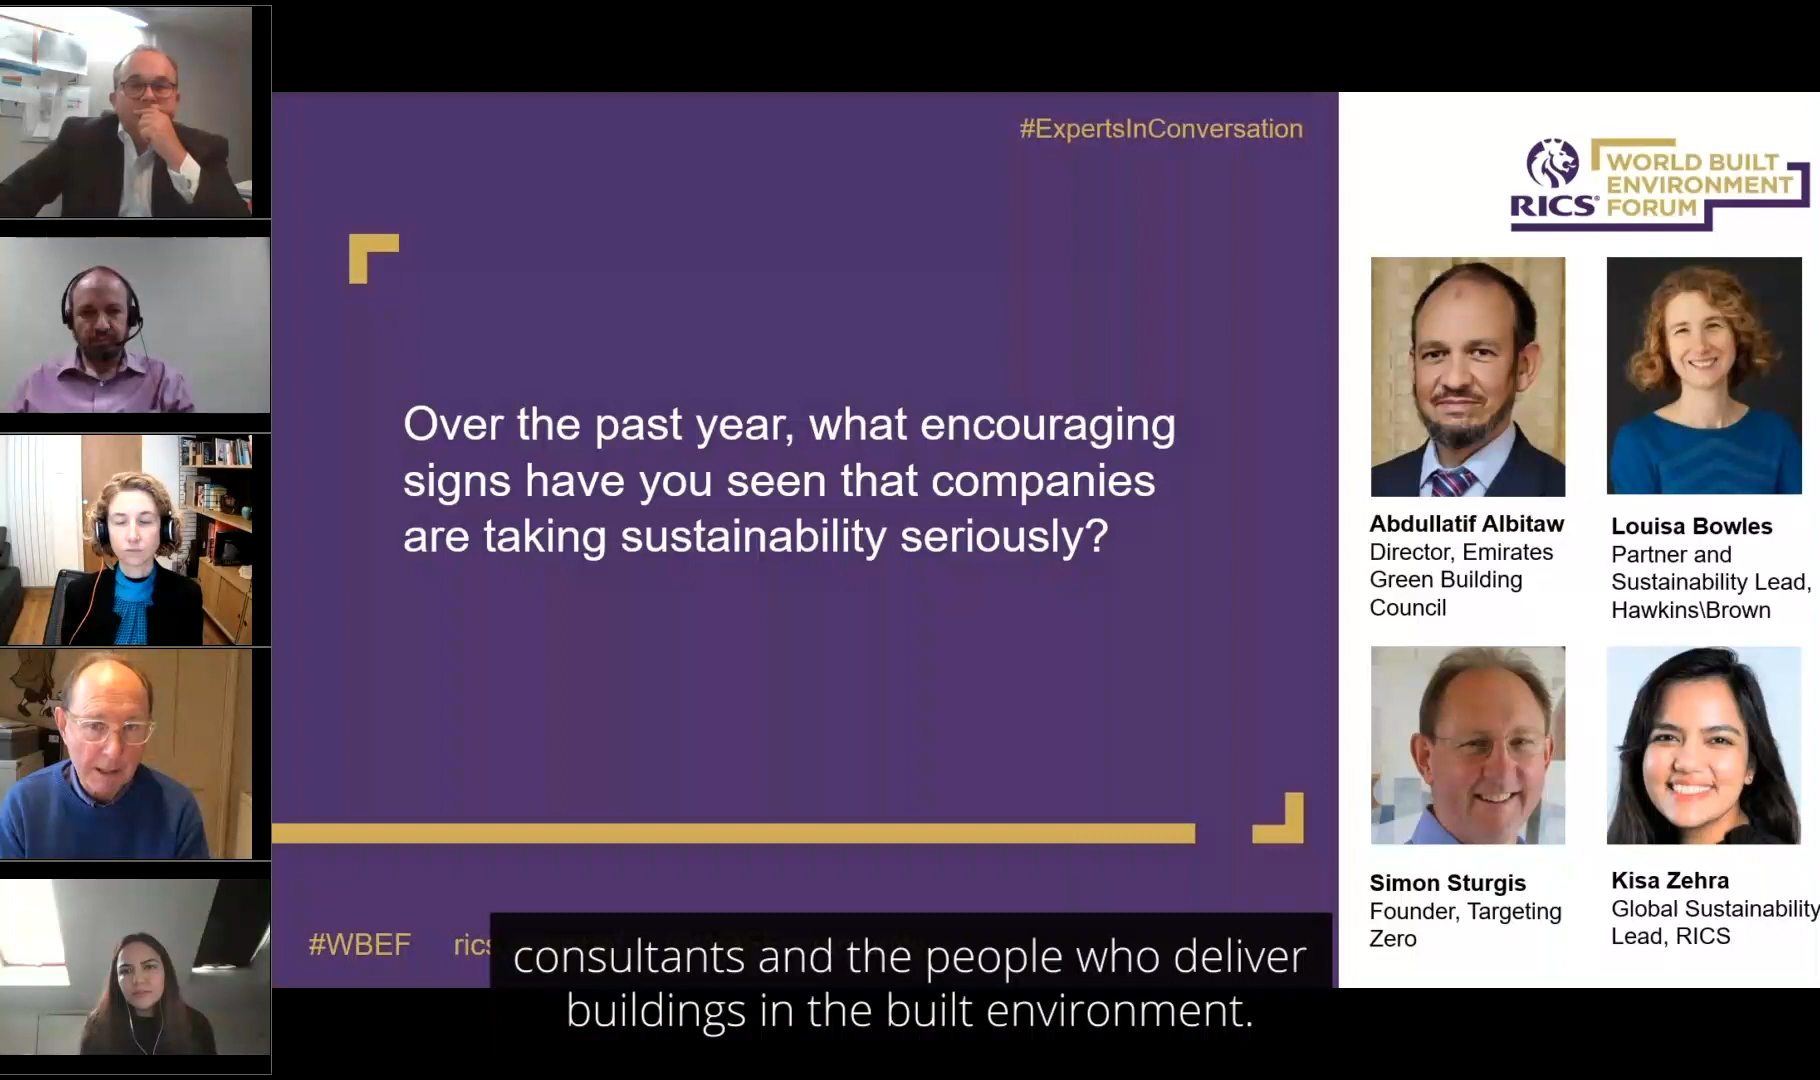 #ExpertsInConversation
Over the past year, what encouraging
signs have you seen that companies
are taking sustainability seriously?
#WBEF rics
consultants and the people who deliver
buildings in the built environment.
RICS®
WORLD BUILT
ENVIRONMENT
FORUM
Abdullatif Albitaw
Director, Emirates
Green Building
Council
Louisa Bowles
Partner and
Sustainability Lead,
Hawkins\Brown
Simon Sturgis
Founder, Targeting
Zero
Kisa Zehra
Global Sustainability
Lead, RICS